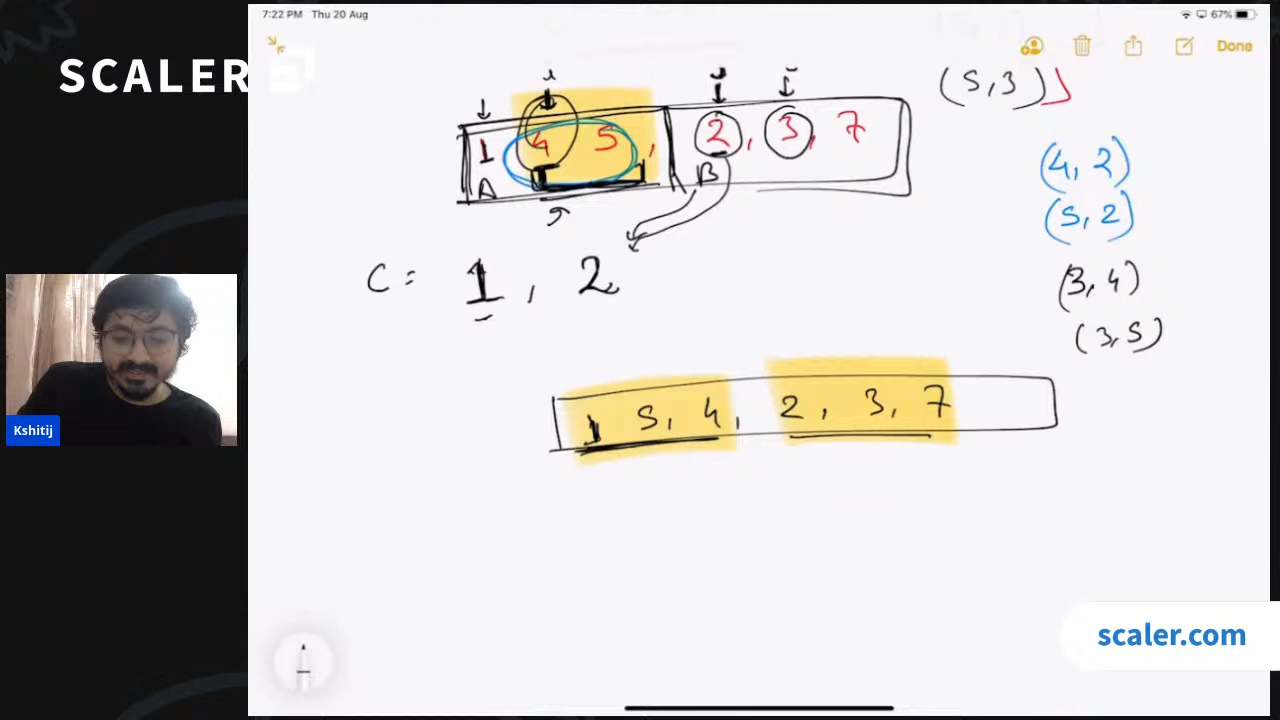 7:22 PM Thu 20 Aug
67%
Done
SCALER
(5,3)
1 4 5, 2, 3, 7
A B
(4, 2)
(5, 2)
C = 1, 2
(3, 4)
(3, 5)
1 5, 4, 2, 3, 7
Kshitij
scaler.com